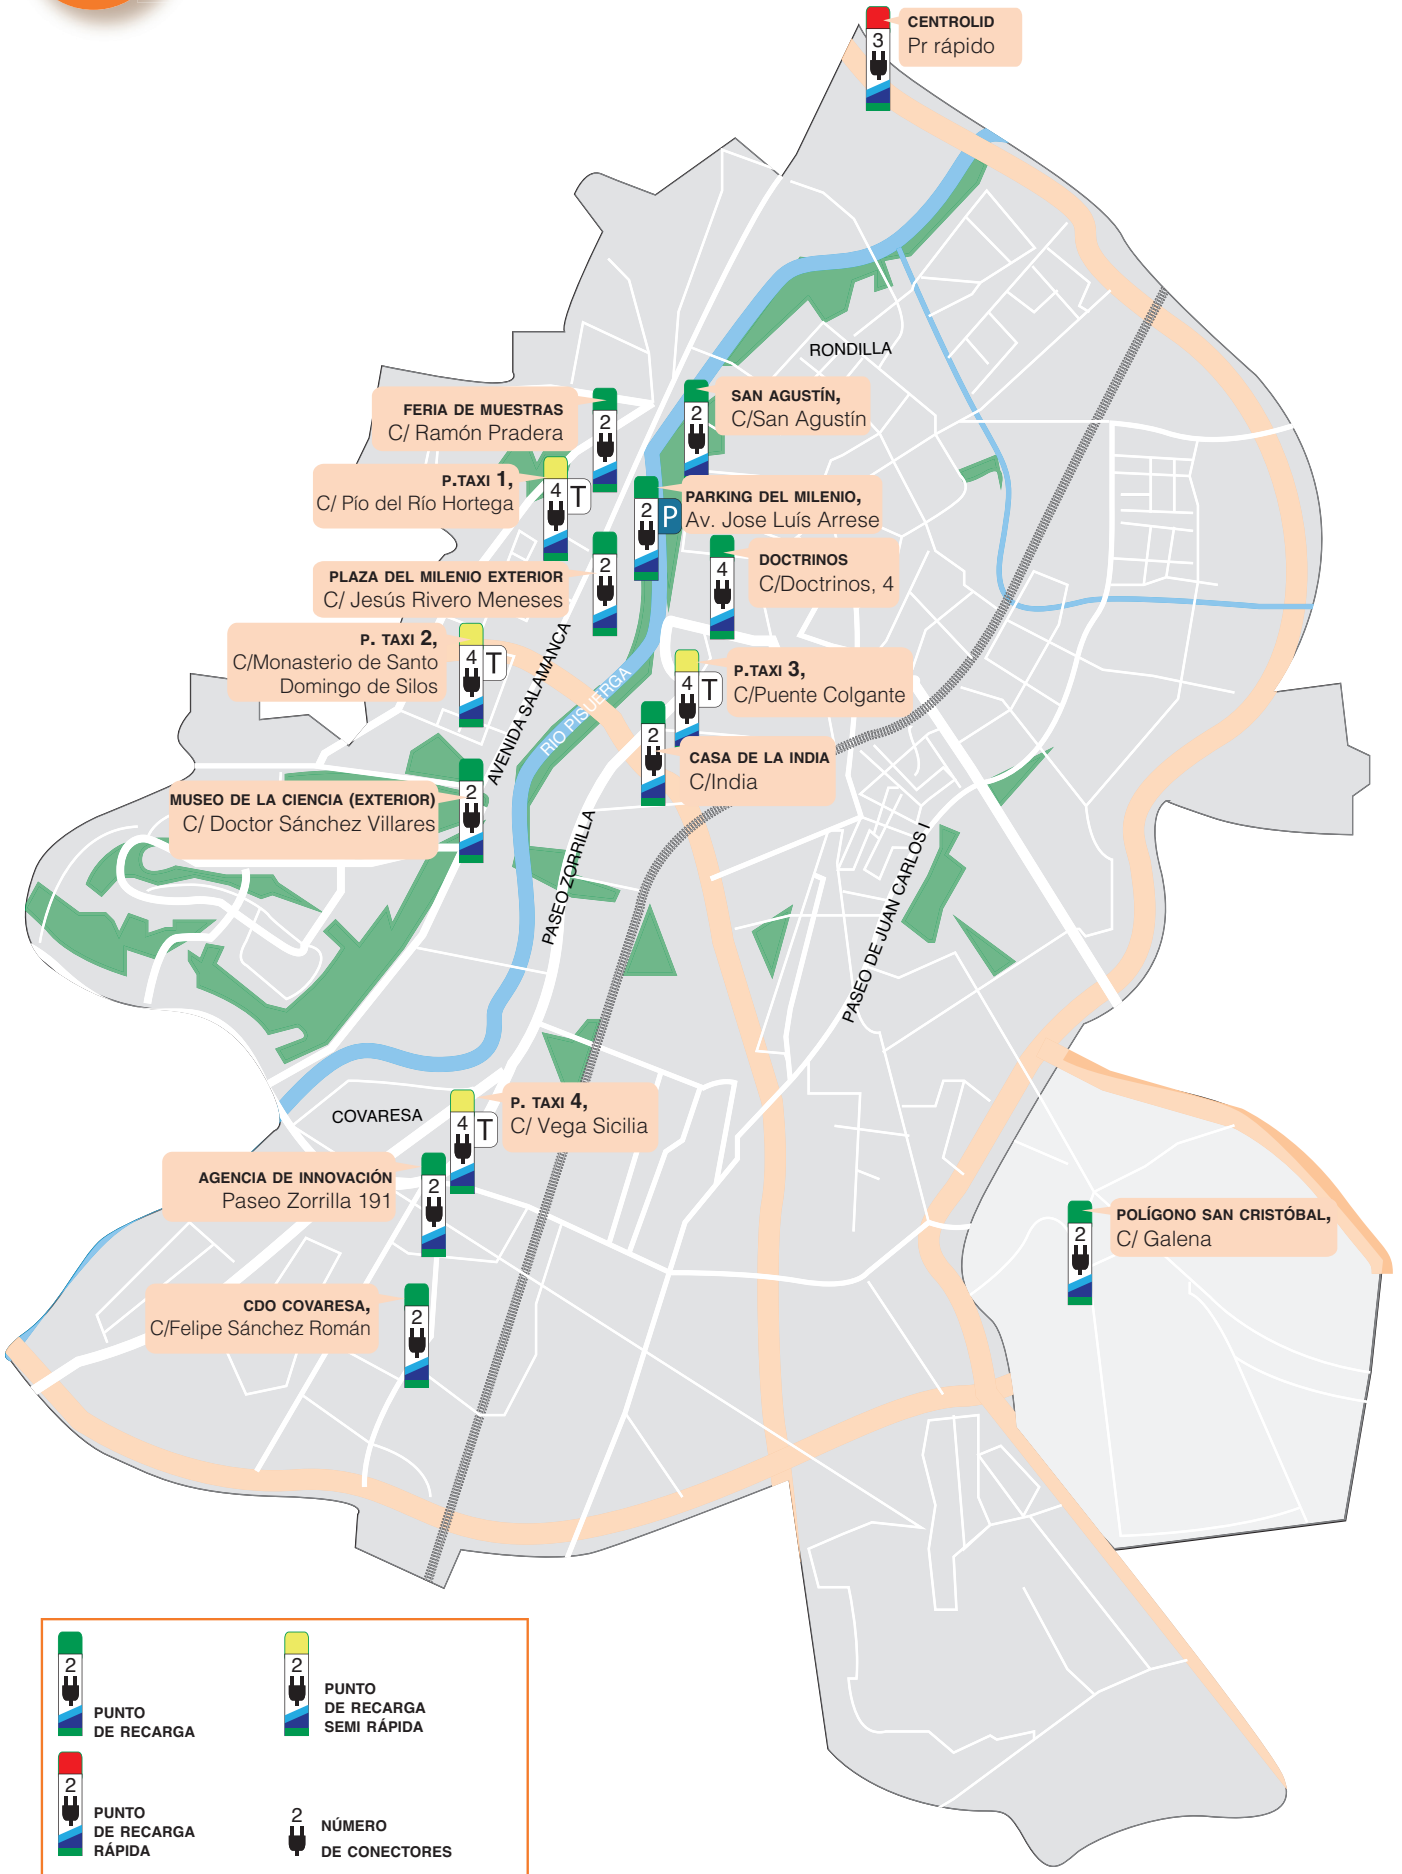 CENTROLID
3
Pr rápido
RONDILLA
FERIA DE MUESTRAS
C/ Ramón Pradera
2
SAN AGUSTÍN,
C/San Agustín
2
P.TAXI 1,
C/ Pío del Río Hortega
4
T
PARKING DEL MILENIO,
Av. Jose Luís Arrese
2
P
PLAZA DEL MILENIO EXTERIOR
C/ Jesús Rivero Meneses
2
DOCTRINOS
C/Doctrinos, 4
4
P. TAXI 2,
C/Monasterio de Santo
Domingo de Silos
4
T
P.TAXI 3,
C/Puente Colgante
4
T
AVENIDA SALAMANCA
RIO PISUERGA
CASA DE LA INDIA
C/India
2
MUSEO DE LA CIENCIA (EXTERIOR)
C/ Doctor Sánchez Villares
2
PASEO ZORRILLA
PASEO DE JUAN CARLOS I
COVARESA
P. TAXI 4,
C/ Vega Sicilia
4
T
AGENCIA DE INNOVACIÓN
Paseo Zorrilla 191
2
POLÍGONO SAN CRISTÓBAL,
C/ Galena
2
CDO COVARESA,
C/Felipe Sánchez Román
2
2
PUNTO
DE RECARGA
2
PUNTO
DE RECARGA
SEMI RÁPIDA
2
PUNTO
DE RECARGA
RÁPIDA
2
NÚMERO
DE CONECTORES